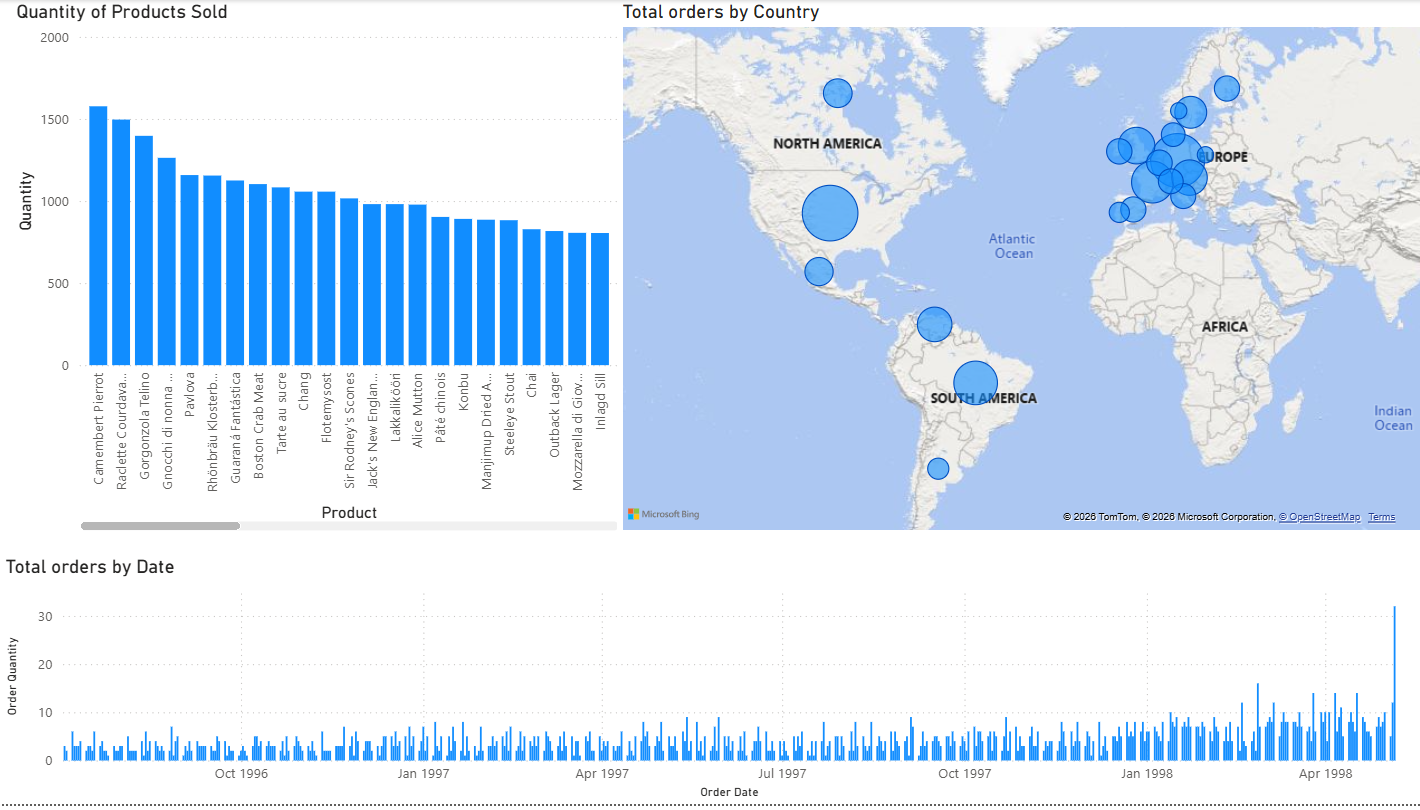 Quantity of Products Sold
2000
1500
1000
500
0
Quantity
Camembert Pierrot
Raclette Courdava...
Gorgonzola Telino
Gnocchi di nonna ...
Pavlova
Rhönbräu Klosterb...
Guaraná Fantástica
Boston Crab Meat
Tarte au sucre
Chang
Flotemysost
Sir Rodney's Scones
Jack's New Englan...
Lakkalikööri
Alice Mutton
Pâté chinois
Konbu
Manjimup Dried A...
Steeleye Stout
Chai
Outback Lager
Mozzarella di Giov...
Inlagd Sill
Product
Total orders by Country
NORTH AMERICA
EUROPE
Atlantic
Ocean
AFRICA
SOUTH AMERICA
Indian
Ocean
Microsoft Bing
© 2026 TomTom, © 2026 Microsoft Corporation, © OpenStreetMap Terms
Total orders by Date
30
20
10
0
Order Quantity
Oct 1996
Jan 1997
Apr 1997
Jul 1997
Oct 1997
Jan 1998
Apr 1998
Order Date